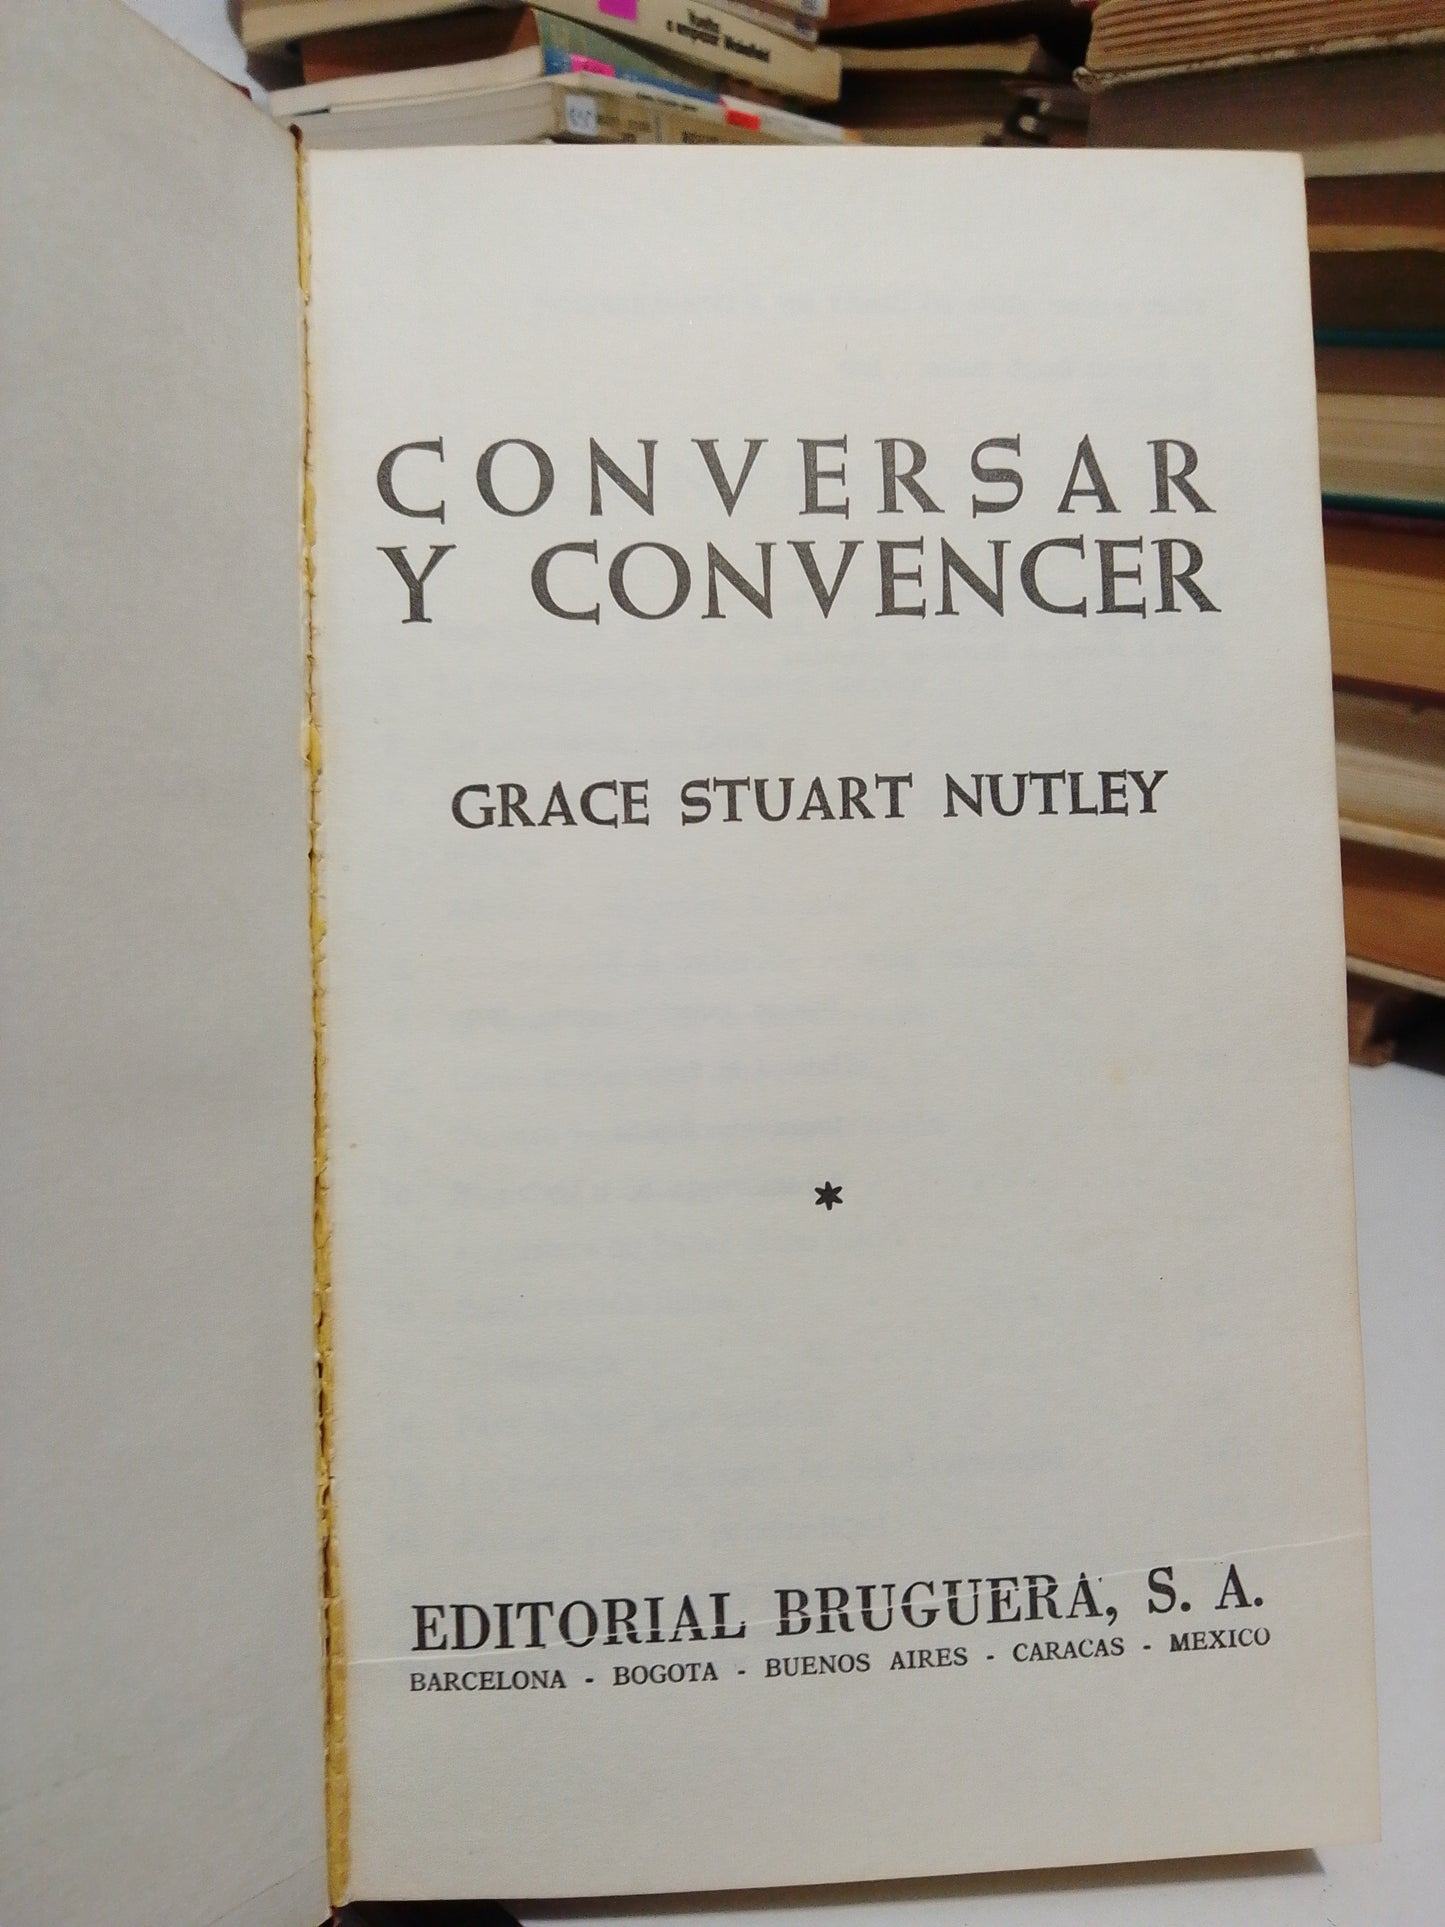 CONVERSAR
Y CONVENCER
GRACE STUART NUTLEY
*
EDITORIAL BRUGUERA, S. A.
BARCELONA - BOGOTA - BUENOS AIRES - CARACAS - MEXICO